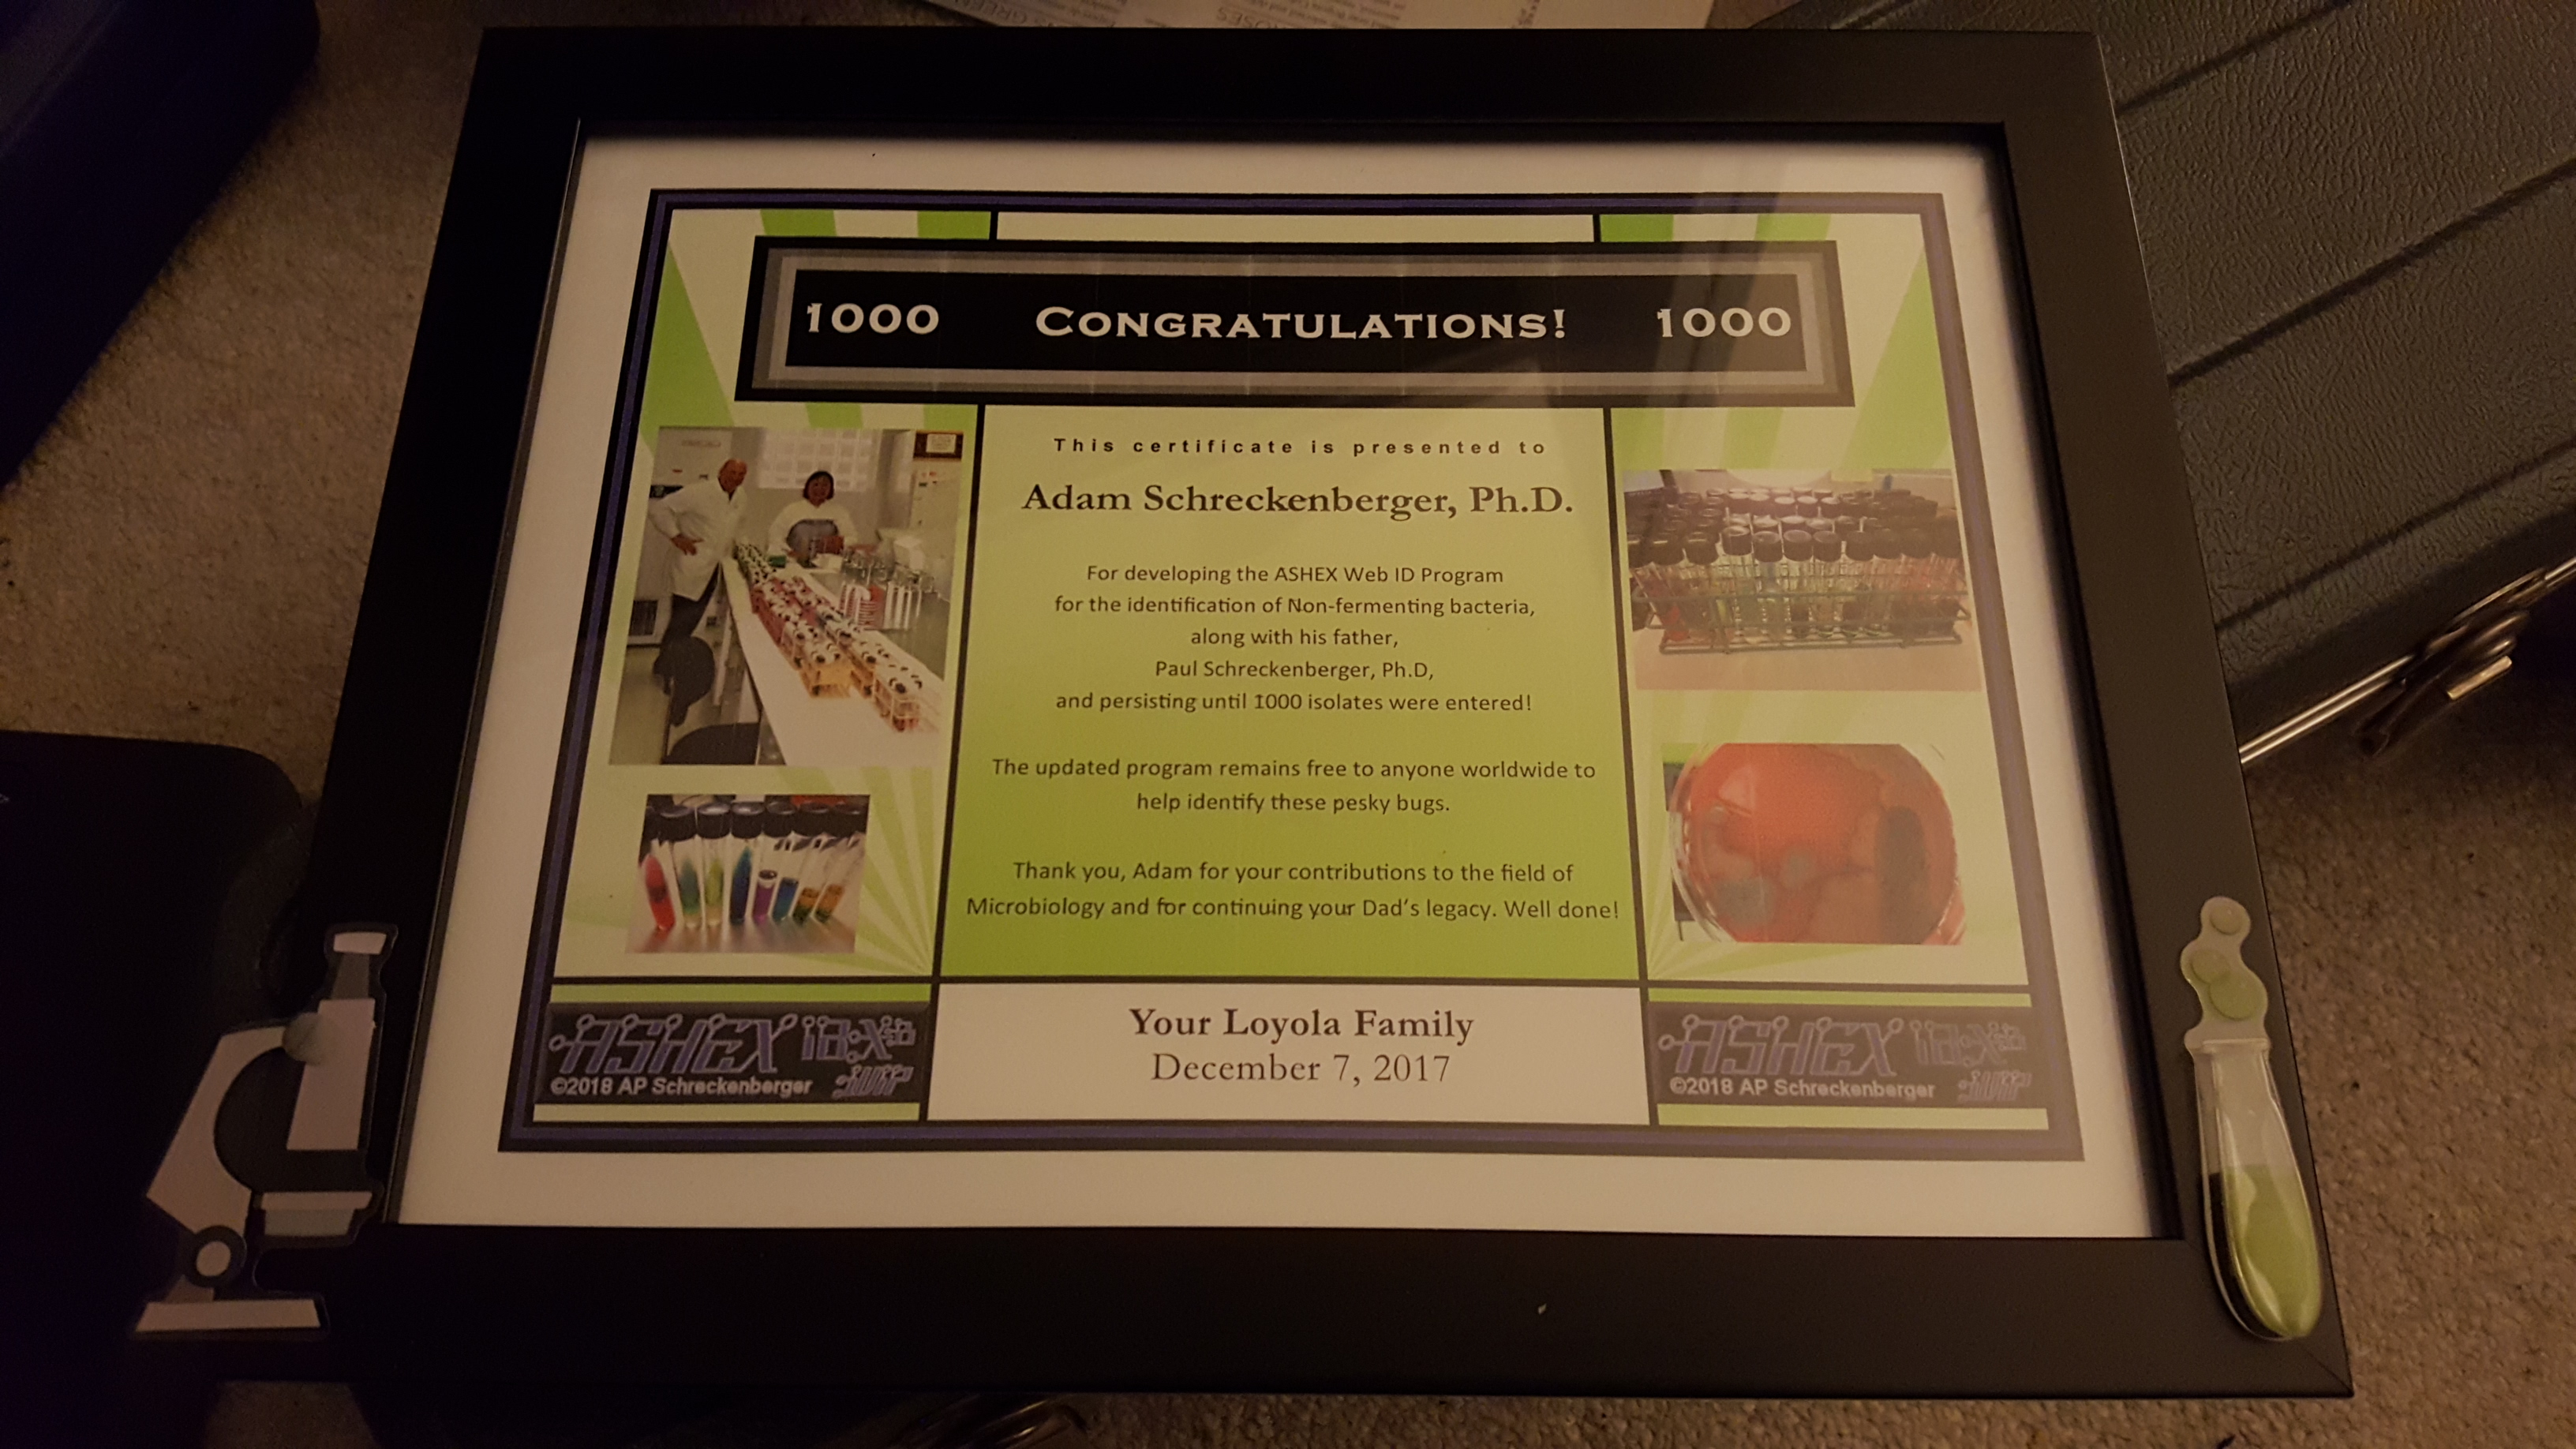 1000 CONGRATULATIONS! 1000
This certificate is presented to
Adam Schreckenberger, Ph.D.
For developing the ASHEX Web ID Program
for the identification of Non-fermenting bacteria,
along with his father,
Paul Schreckenberger, Ph.D,
and persisting until 1000 isolates were entered!
The updated program remains free to anyone worldwide to
help identify these pesky bugs.
Thank you, Adam for your contributions to the field of
Microbiology and for continuing your Dad's legacy. Well done!
Your Loyola Family
December 7, 2017
ASHEX
©2018 AP Schreckenberger
ASHEX
©2018 AP Schreckenberger